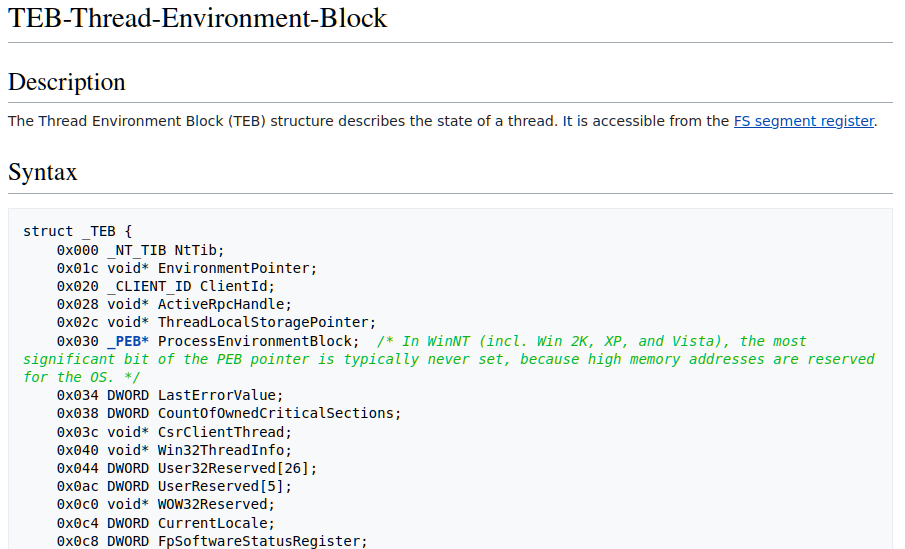 TEB-Thread-Environment-Block
Description
The Thread Environment Block (TEB) structure describes the state of a thread. It is accessible from the FS segment register.
Syntax
struct _TEB {
    0x000 _NT_TIB NtTib;
    0x01c void* EnvironmentPointer;
    0x020 _CLIENT_ID ClientId;
    0x028 void* ActiveRpcHandle;
    0x02c void* ThreadLocalStoragePointer;
    0x030 _PEB* ProcessEnvironmentBlock;  /* In WinNT (incl. Win 2K, XP, and Vista), the most
significant bit of the PEB pointer is typically never set, because high memory addresses are reserved
for the OS. */
    0x034 DWORD LastErrorValue;
    0x038 DWORD CountOfOwnedCriticalSections;
    0x03c void* CsrClientThread;
    0x040 void* Win32ThreadInfo;
    0x044 DWORD User32Reserved[26];
    0x0ac DWORD UserReserved[5];
    0x0c0 void* WOW32Reserved;
    0x0c4 DWORD CurrentLocale;
    0x0c8 DWORD FpSoftwareStatusRegister;